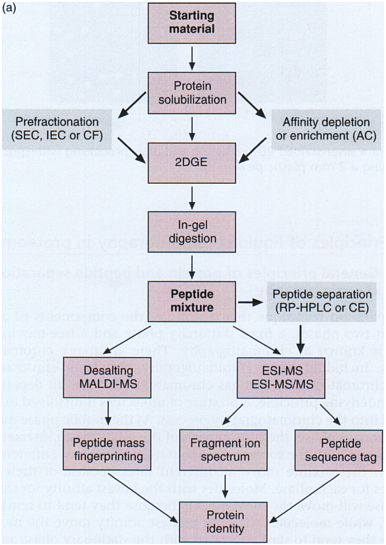 (a)
Starting
material
Protein
solubilization
Prefractionation
(SEC, IEC or CF)
Affinity depletion
or enrichment (AC)
2DGE
In-gel
digestion
Peptide
mixture
Peptide separation
(RP-HPLC or CE)
Desalting
MALDI-MS
ESI-MS
ESI-MS/MS
Peptide mass
fingerprinting
Fragment ion
spectrum
Peptide
sequence tag
Protein
identity